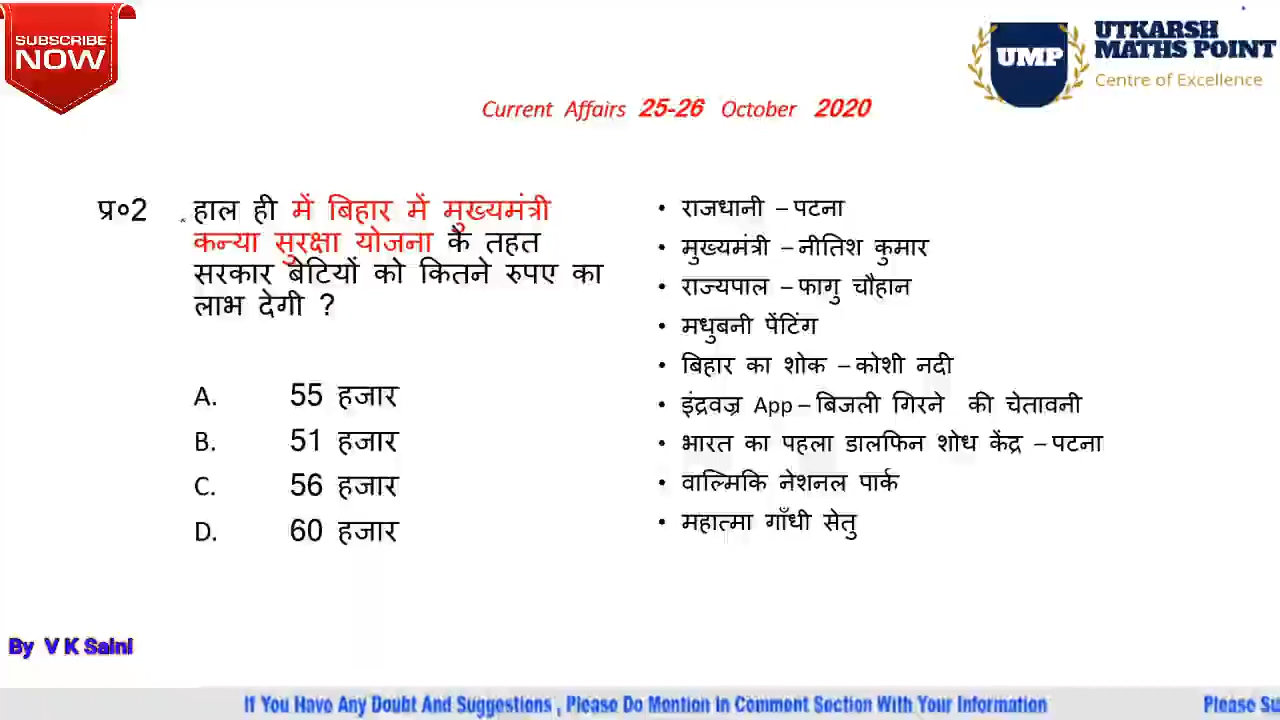 SUBSCRIBE
NOW
UMP
UTKARSH
MATHS POINT
Centre of Excellence
Current Affairs 25-26 October 2020
प्र०2 हाल ही में बिहार में मुख्यमंत्री
कन्या सुरक्षा योजना के तहत
सरकार बेटियों को कितने रुपए का
लाभ देगी ?
A. 55 हजार
B. 51 हजार
C. 56 हजार
D. 60 हजार
• राजधानी – पटना
• मुख्यमंत्री – नीतिश कुमार
• राज्यपाल – फागु चौहान
• मधुबनी पेंटिंग
• बिहार का शोक – कोशी नदी
• इंद्रवज्र App – बिजली गिरने की चेतावनी
• भारत का पहला डालफिन शोध केंद्र – पटना
• वाल्मिकि नेशनल पार्क
• महात्मा गाँधी सेतु
By V K Saini
If You Have Any Doubt And Suggestions , Please Do Mention In Comment Section With Your Information Please Su